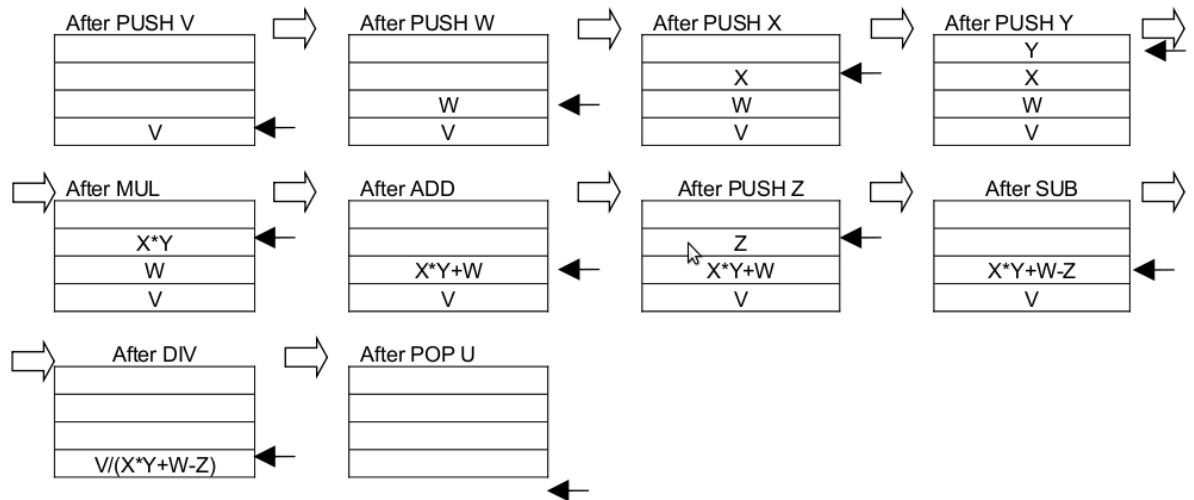 After PUSH V
After PUSH W
After PUSH X
After PUSH Y
V
W
V
X
W
V
Y
X
W
V
After MUL
After ADD
After PUSH Z
After SUB
X*Y
W
V
X*Y+W
V
Z
X*Y+W
V
X*Y+W-Z
V
After DIV
After POP U
V/(X*Y+W-Z)